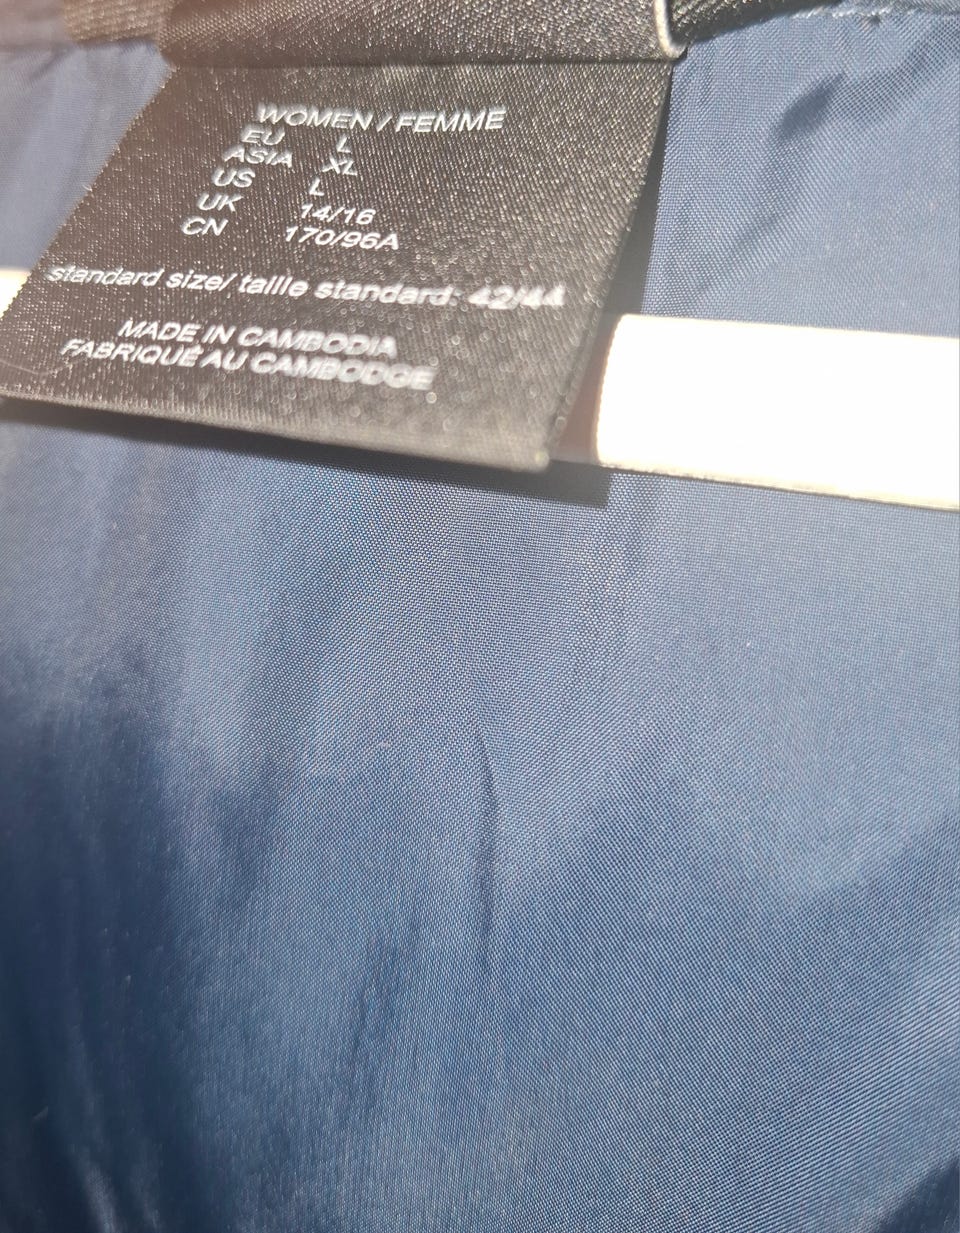 WOMEN / FEMME
EU L
ASIA XL
US L
UK 14/16
CN 170/96A
standard size/ taille standard: 42/44
MADE IN CAMBODIA
FABRIQUÉ AU CAMBODGE